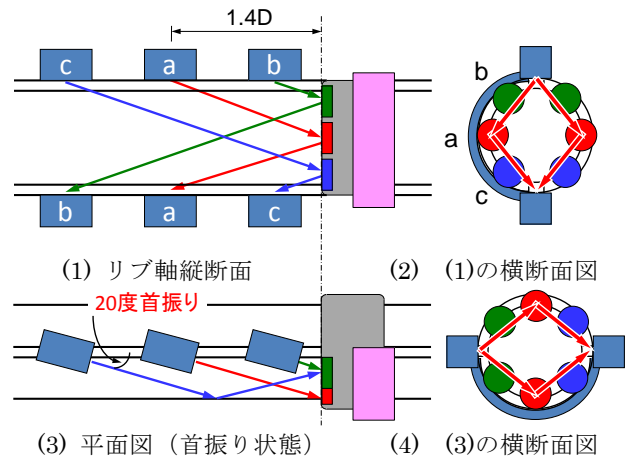 1.4D
c a b
b
a
c
b a c
(1) リブ軸縦断面
(2) (1)の横断面図
20度首振り
(3) 平面図（首振り状態）
(4) (3)の横断面図